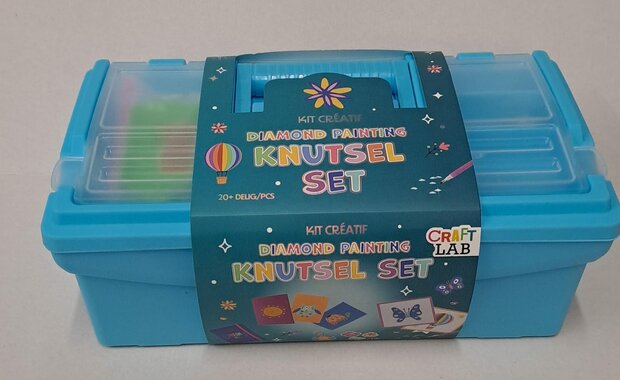 KIT CRÉATIF
DIAMOND PAINTING
KNUTSEL
SET
20+ DELIG/PCS
KIT CRÉATIF
DIAMOND PAINTING
KNUTSEL SET
CRAFT
LAB